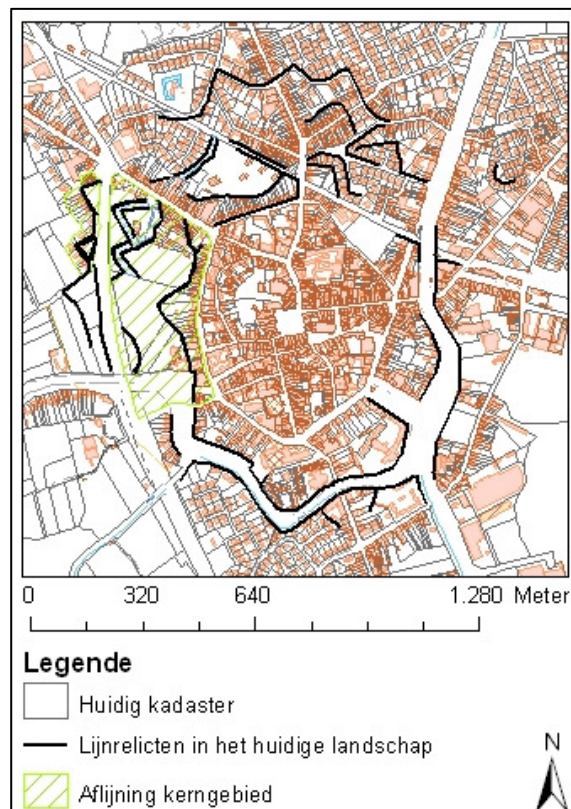 0 320 640 1.280 Meter
Legende
Huidig kadaster
Lijnrelicten in het huidige landschap
N
Aflijning kerngebied